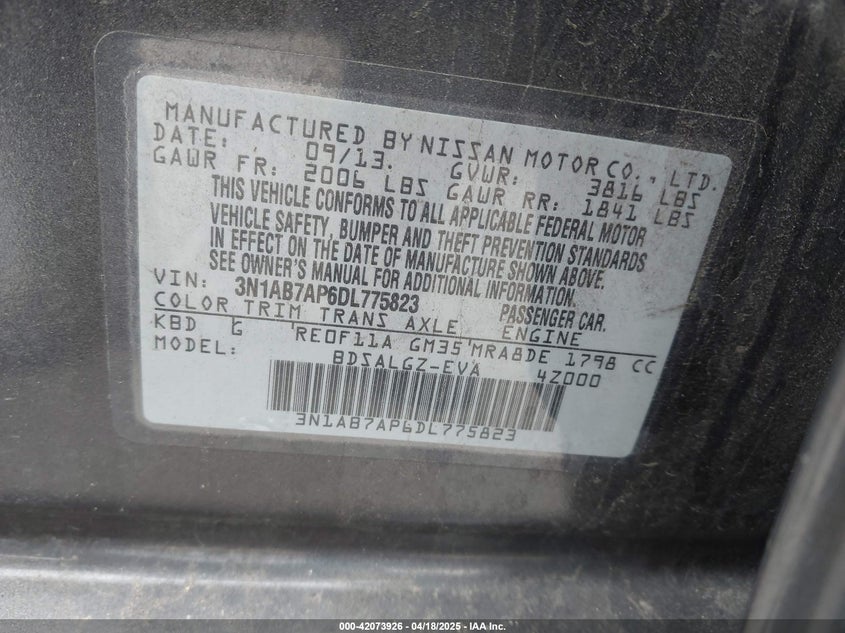 MANUFACTURED BY NISSAN MOTOR CO., LTD.
DATE: 09/13. GVWR: 3816 LBS
GAWR FR: 2006 LBS GAWR RR: 1841 LBS
THIS VEHICLE CONFORMS TO ALL APPLICABLE FEDERAL MOTOR
VEHICLE SAFETY, BUMPER AND THEFT PREVENTION STANDARDS
IN EFFECT ON THE DATE OF MANUFACTURE SHOWN ABOVE.
SEE OWNER'S MANUAL FOR ADDITIONAL INFORMATION.
VIN: 3N1AB7AP6DL775823 PASSENGER CAR.
COLOR TRIM TRANS AXLE ENGINE
KBD G RE0F11A GM35 MRA8DE 1798 CC
MODEL: BDSALGZ-EVA 4Z000
3N1AB7AP6DL775823
000-42073926 - 04/18/2025 - IAA Inc.